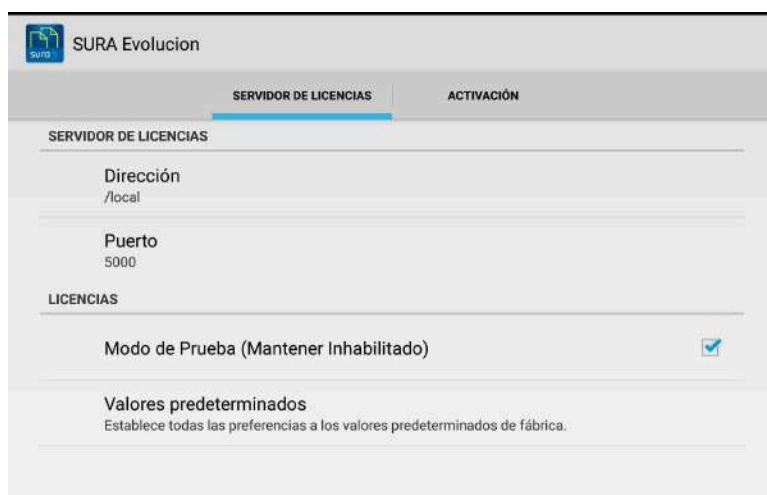 sura
SURA Evolucion
SERVIDOR DE LICENCIAS
ACTIVACIÓN
SERVIDOR DE LICENCIAS
Dirección
/local
Puerto
5000
LICENCIAS
Modo de Prueba (Mantener Inhabilitado)
Valores predeterminados
Establece todas las preferencias a los valores predeterminados de fábrica.